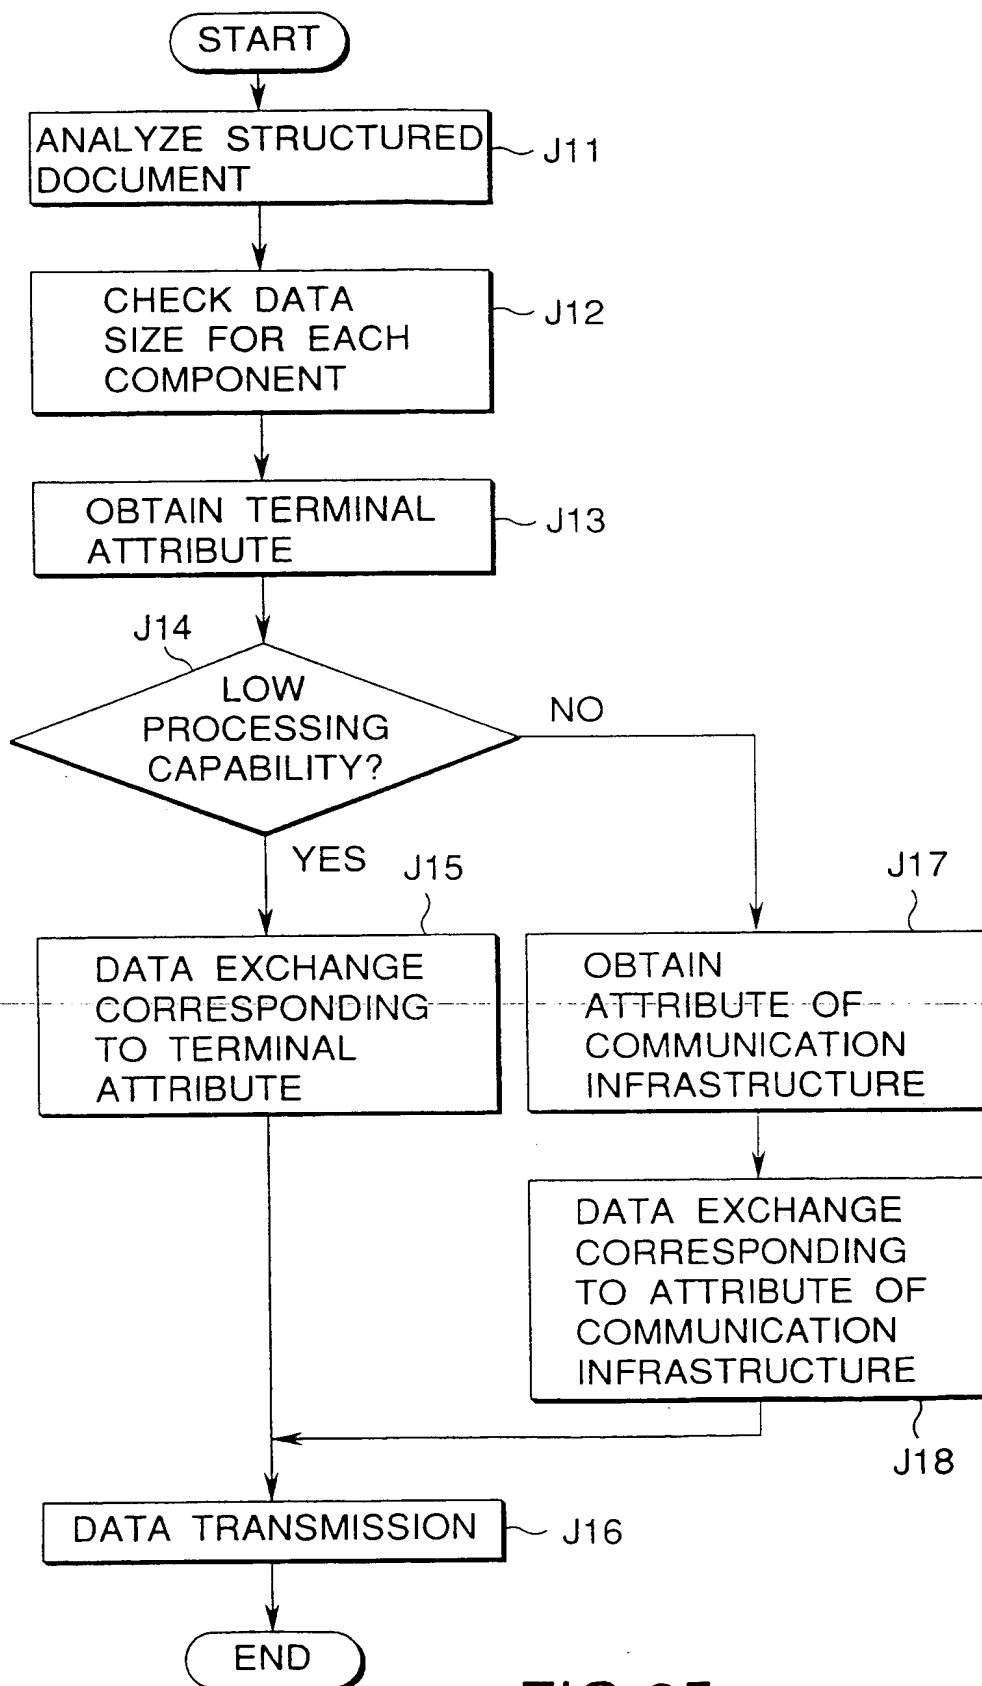 START
ANALYZE STRUCTURED
DOCUMENT
J11
CHECK DATA
SIZE FOR EACH
COMPONENT
J12
OBTAIN TERMINAL
ATTRIBUTE
J13
J14
LOW
PROCESSING
CAPABILITY?
NO
YES
J15
DATA EXCHANGE
CORRESPONDING
TO TERMINAL
ATTRIBUTE
J17
OBTAIN
ATTRIBUTE OF
COMMUNICATION
INFRASTRUCTURE
DATA EXCHANGE
CORRESPONDING
TO ATTRIBUTE OF
COMMUNICATION
INFRASTRUCTURE
J18
DATA TRANSMISSION
J16
END